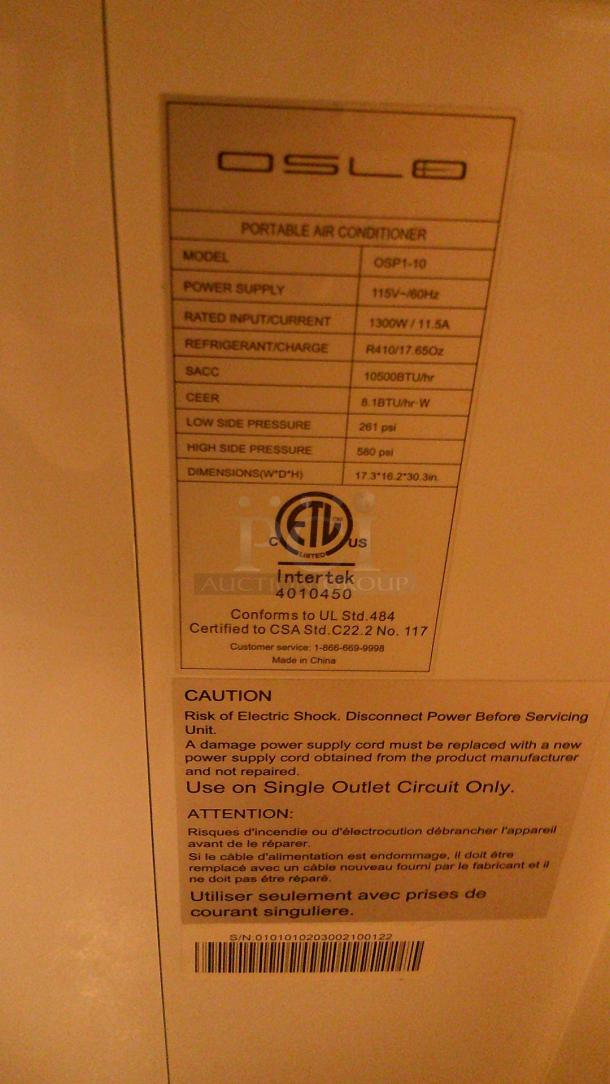 OSLO
PORTABLE AIR CONDITIONER
MODEL OSP1-10
POWER SUPPLY 115V~/60Hz
RATED INPUT/CURRENT 1300W / 11.5A
REFRIGERANT/CHARGE R410/17.65Oz
SACC 10500BTU/hr
CEER 8.1BTU/hr-W
LOW SIDE PRESSURE 261 psi
HIGH SIDE PRESSURE 580 psi
DIMENSIONS(W*D*H) 17.3*16.2*30.3in.
C ETL US
LISTED
Intertek
AUCTION GROUP
4010450
Conforms to UL Std.484
Certified to CSA Std.C22.2 No. 117
Customer service: 1-866-669-9998
Made in China
CAUTION
Risk of Electric Shock. Disconnect Power Before Servicing
Unit.
A damage power supply cord must be replaced with a new
power supply cord obtained from the product manufacturer
and not repaired.
Use on Single Outlet Circuit Only.
ATTENTION:
Risques d'incendie ou d'électrocution débrancher l'appareil
avant de le réparer.
Si le câble d'alimentation est endommage, il doit être
remplacé avec un câble nouveau fourni par le fabricant et il
ne doit pas être réparé.
Utiliser seulement avec prises de
courant singuliere.
S/N.0101010203002100122